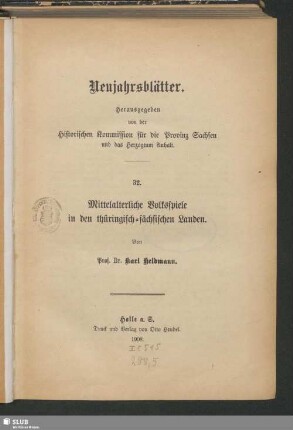 Neujahrsblätter.
Herausgegeben
von der
Historischen Kommission für die Provinz Sachsen
und das Herzogtum Anhalt.
32.
Mittelalterliche Volksspiele
in den thüringisch-sächsischen Landen.
Von
Prof. Dr. Karl Heldmann.
Halle a. S.
Druck und Verlag von Otto Hendel.
1908.
SLUB